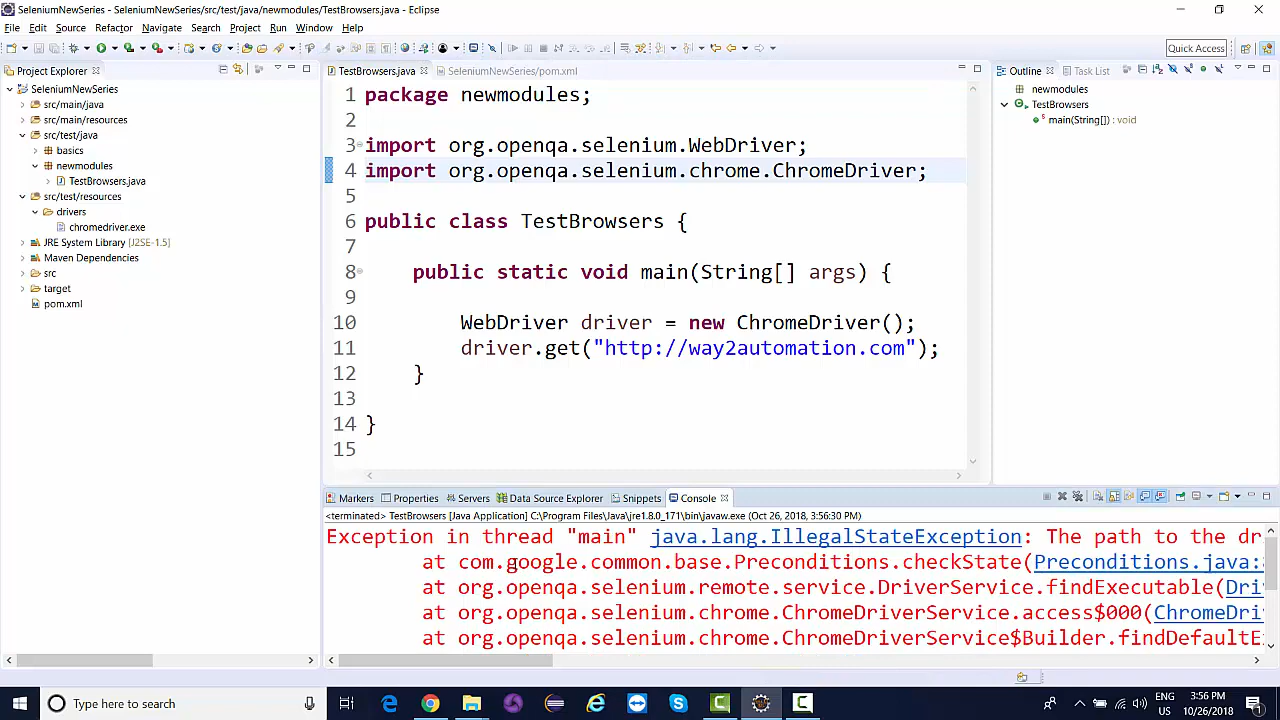 SeleniumNewSeries/src/test/java/newmodules/TestBrowsers.java - Eclipse
File Edit Source Refactor Navigate Search Project Run Window Help
Quick Access
Project Explorer
SeleniumNewSeries
src/main/java
src/main/resources
src/test/java
basics
newmodules
TestBrowsers.java
src/test/resources
drivers
chromedriver.exe
JRE System Library [J2SE-1.5]
Maven Dependencies
src
target
pom.xml
TestBrowsers.java SeleniumNewSeries/pom.xml
1 package newmodules;
2
3 import org.openqa.selenium.WebDriver;
4 import org.openqa.selenium.chrome.ChromeDriver;
5
6 public class TestBrowsers {
7
8 public static void main(String[] args) {
9
10 WebDriver driver = new ChromeDriver();
11 driver.get("http://way2automation.com");
12 }
13
14 }
15
Outline Task List
newmodules
TestBrowsers
main(String[]) : void
Markers Properties Servers Data Source Explorer Snippets Console
<terminated> TestBrowsers [Java Application] C:\Program Files\Java\jre1.8.0_171\bin\javaw.exe (Oct 26, 2018, 3:56:30 PM)
Exception in thread "main" java.lang.IllegalStateException: The path to the dr
at com.google.common.base.Preconditions.checkState(Preconditions.java:
at org.openqa.selenium.remote.service.DriverService.findExecutable(Dri
at org.openqa.selenium.chrome.ChromeDriverService.access$000(ChromeDri
at org.openqa.selenium.chrome.ChromeDriverService$Builder.findDefaultE
Type here to search
ENG
US
3:56 PM
10/26/2018